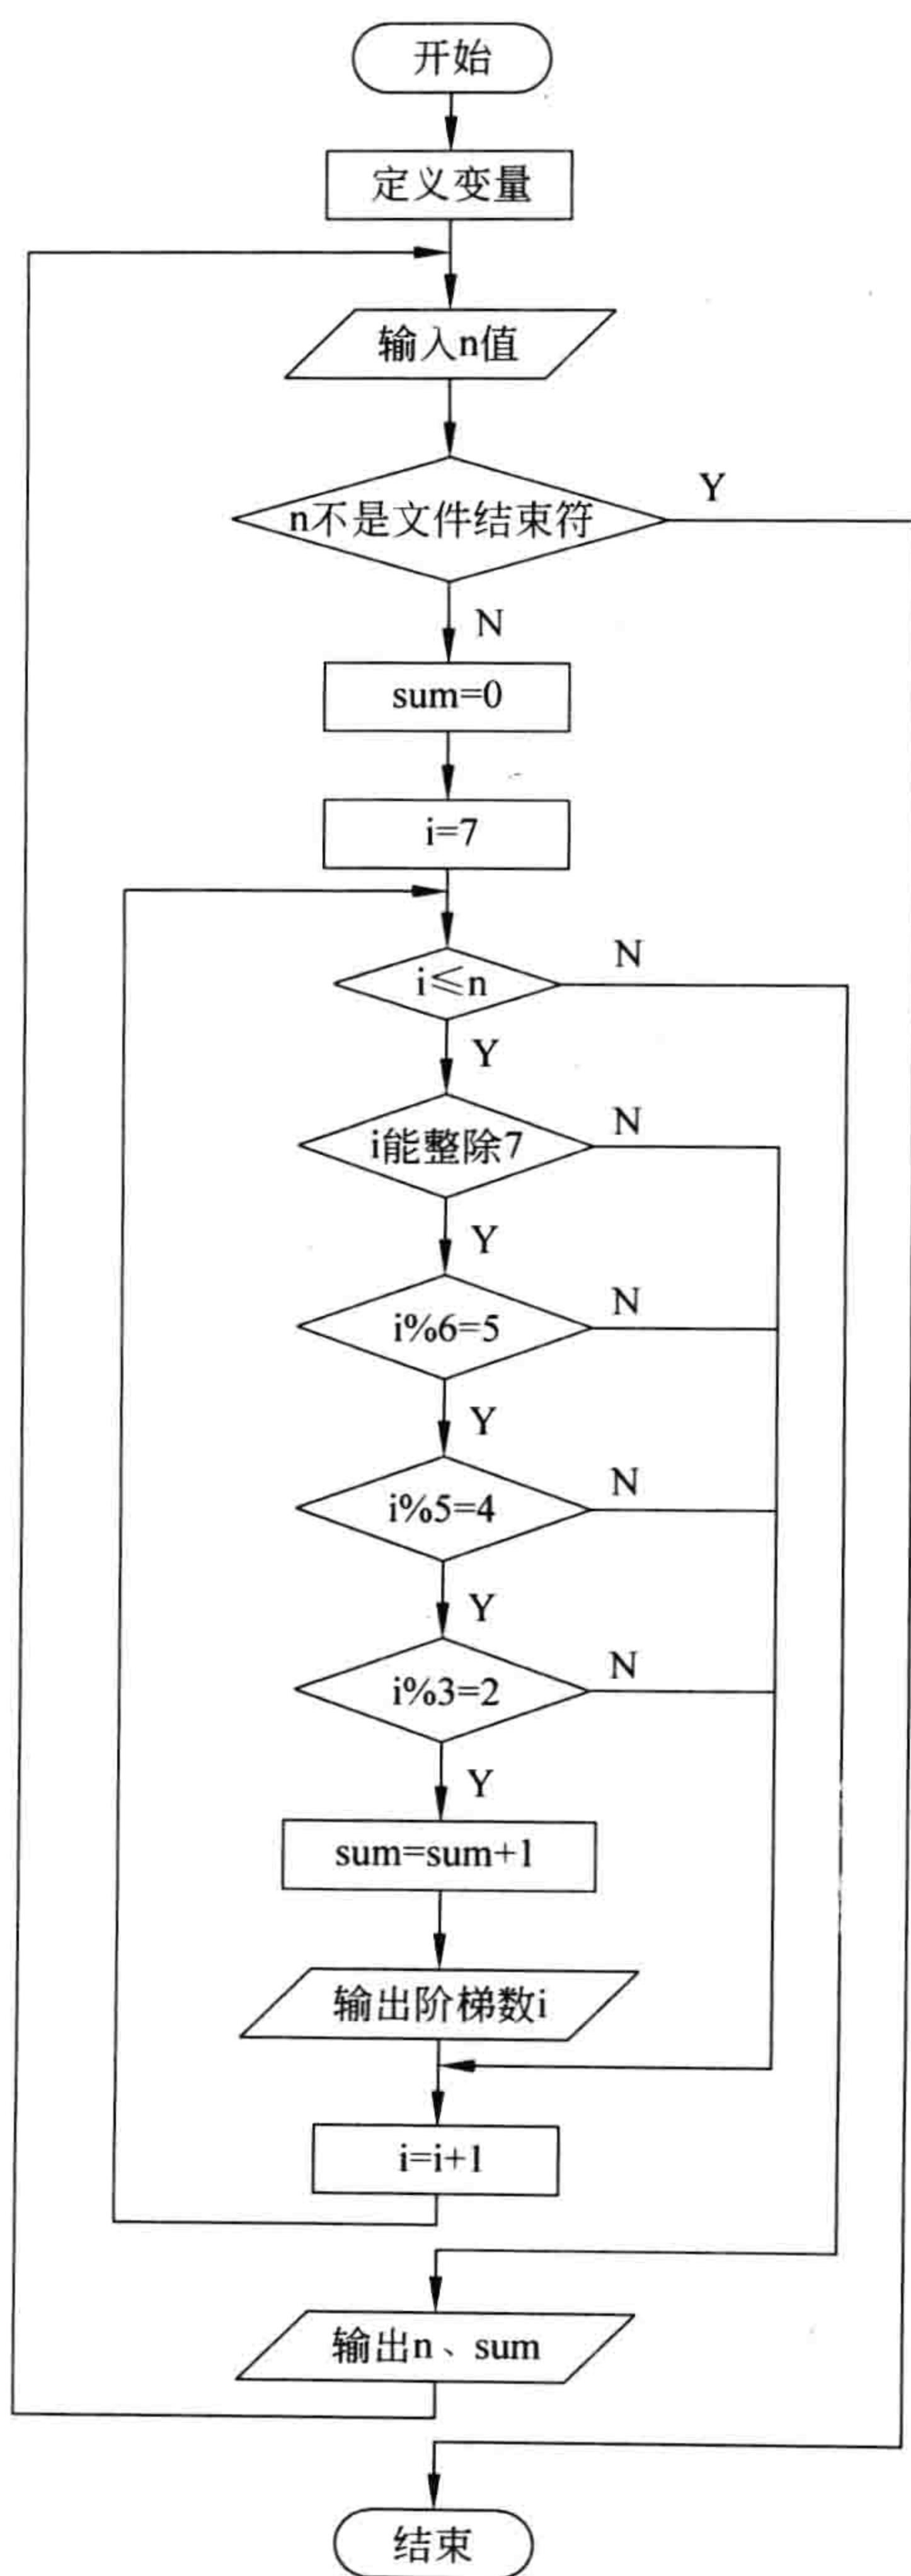 开始
定义变量
输入n值
n不是文件结束符
Y
N
sum=0
i=7
i≤n
N
Y
i能整除7
N
Y
i%6=5
N
Y
i%5=4
N
Y
i%3=2
N
Y
sum=sum+1
输出阶梯数i
i=i+1
输出n、sum
结束